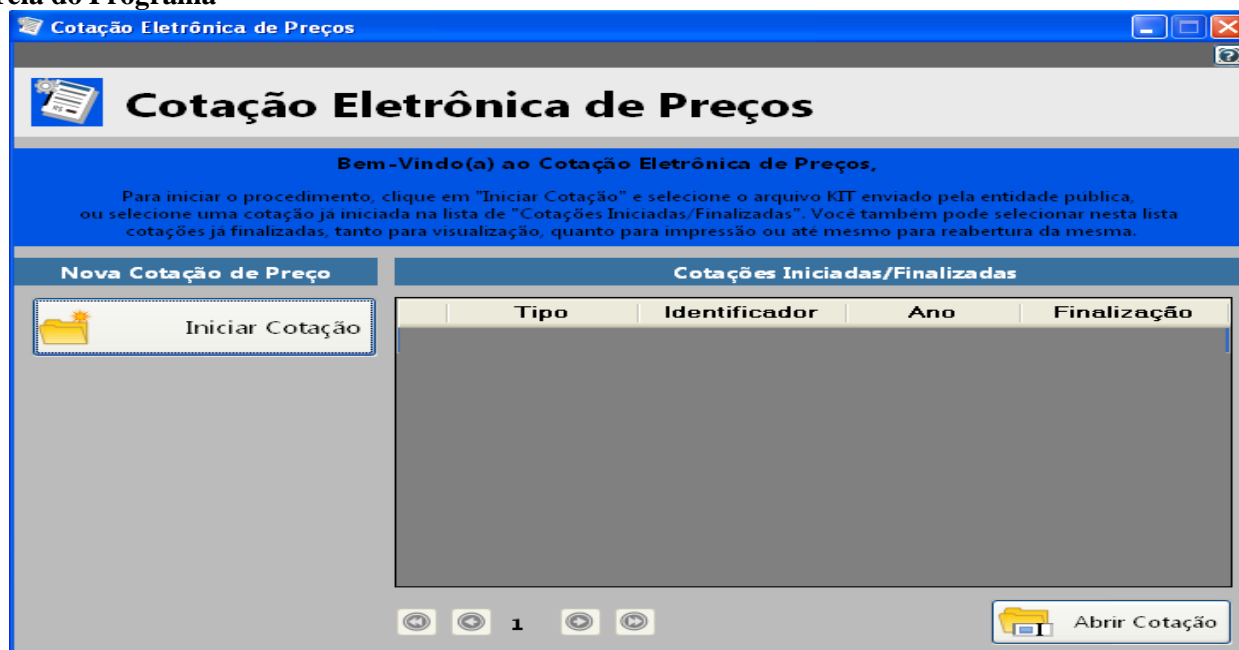 do Programa
Cotação Eletrônica de Preços
Cotação Eletrônica de Preços
Bem-Vindo(a) ao Cotação Eletrônica de Preços,
Para iniciar o procedimento, clique em "Iniciar Cotação" e selecione o arquivo KIT enviado pela entidade pública,
ou selecione uma cotação já iniciada na lista de "Cotações Iniciadas/Finalizadas". Você também pode selecionar nesta lista
cotações já finalizadas, tanto para visualização, quanto para impressão ou até mesmo para reabertura da mesma.
Nova Cotação de Preço
Cotações Iniciadas/Finalizadas
Iniciar Cotação
Tipo Identificador Ano Finalização
1
Abrir Cotação